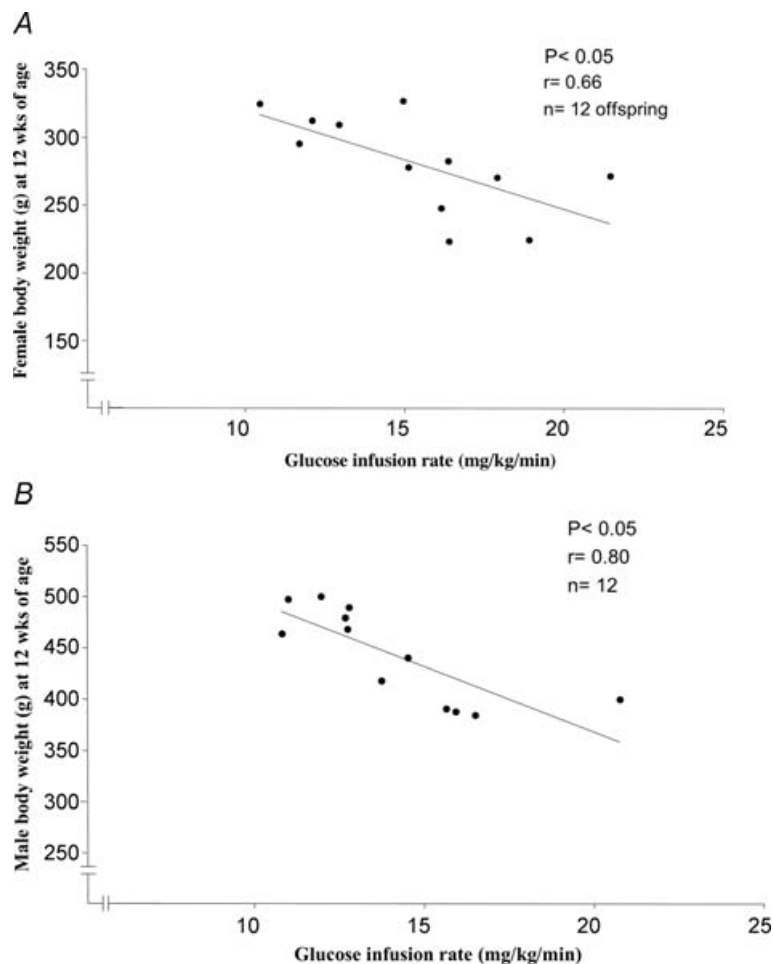 A
P< 0.05
r= 0.66
n= 12 offspring
350
300
250
200
150
Female body weight (g) at 12 wks of age
10 15 20 25
Glucose infusion rate (mg/kg/min)
B
P< 0.05
r= 0.80
n= 12
550
500
450
400
350
300
250
Male body weight (g) at 12 wks of age
10 15 20 25
Glucose infusion rate (mg/kg/min)